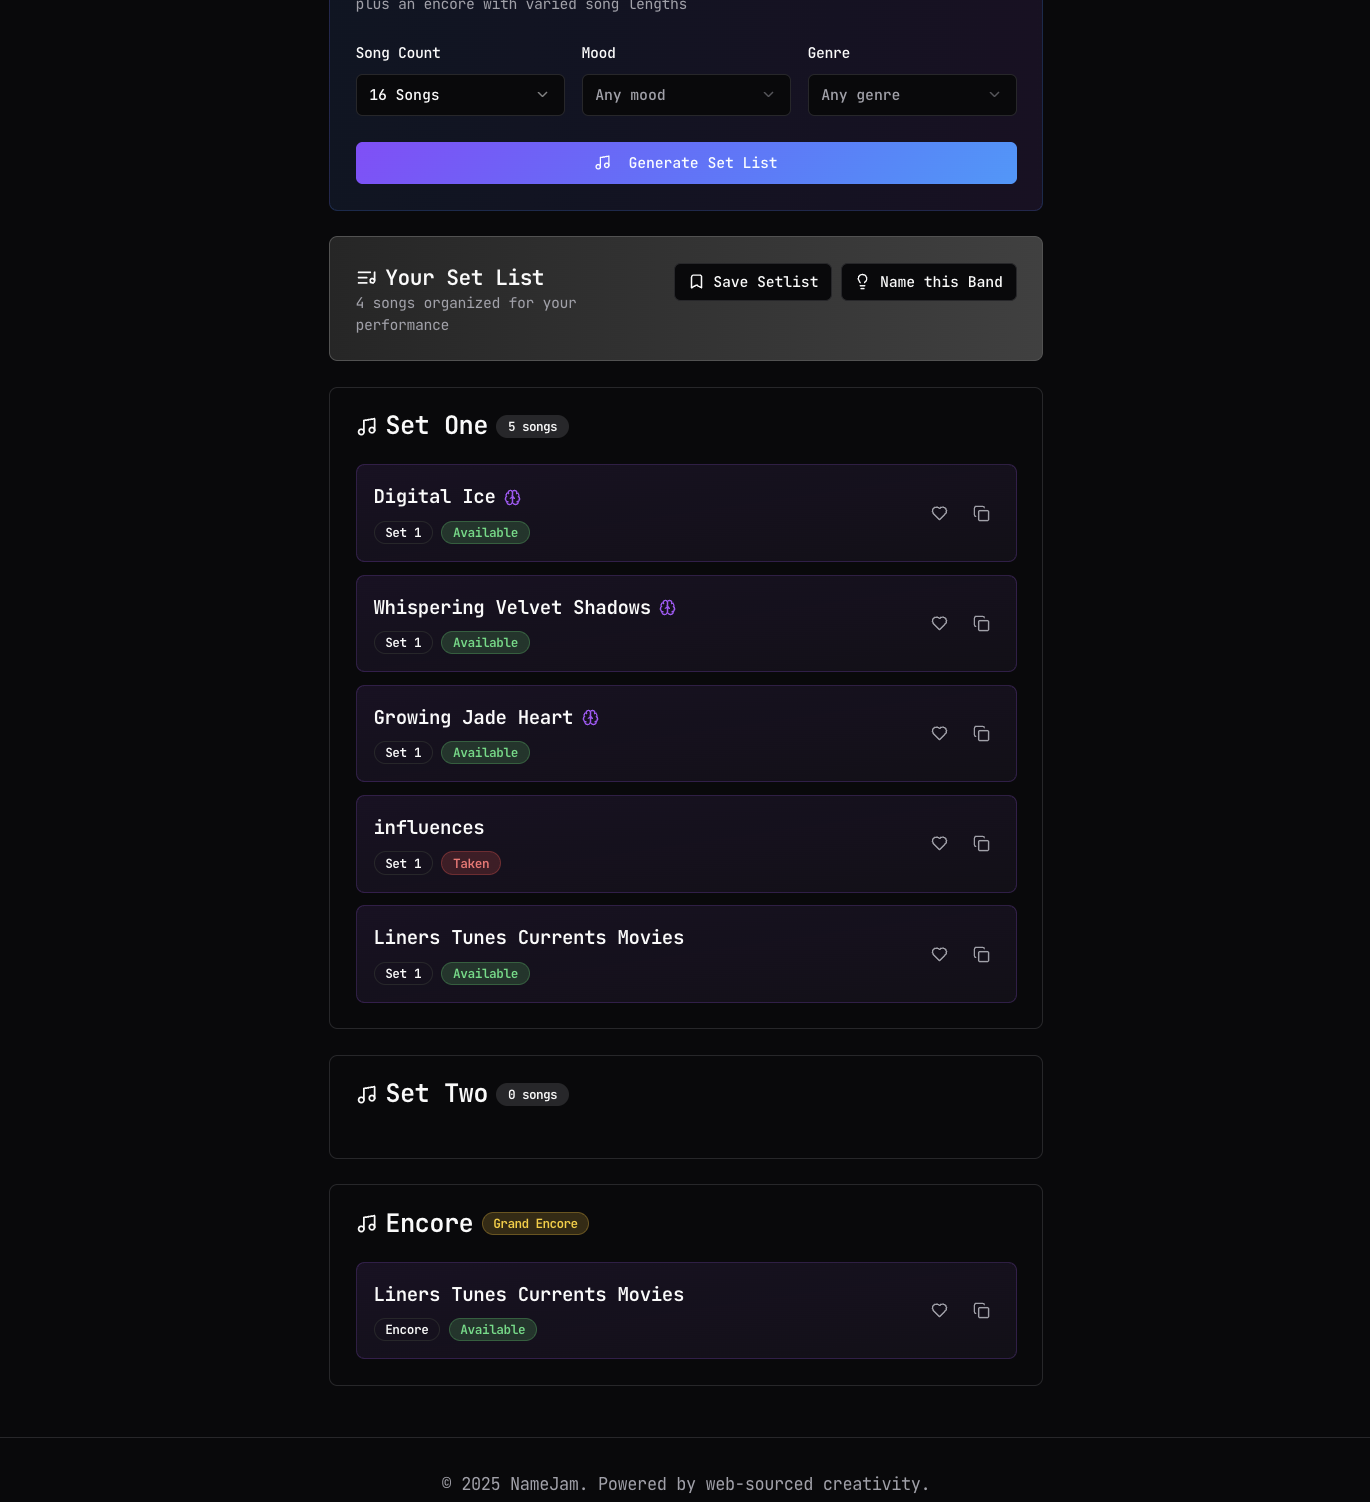 plus an encore with varied song lengths
Song Count Mood Genre
16 Songs Any mood Any genre
Generate Set List
Your Set List Save Setlist Name this Band
4 songs organized for your
performance
Set One 5 songs
Digital Ice
Set 1 Available
Whispering Velvet Shadows
Set 1 Available
Growing Jade Heart
Set 1 Available
influences
Set 1 Taken
Liners Tunes Currents Movies
Set 1 Available
Set Two 0 songs
Encore Grand Encore
Liners Tunes Currents Movies
Encore Available
© 2025 NameJam. Powered by web-sourced creativity.